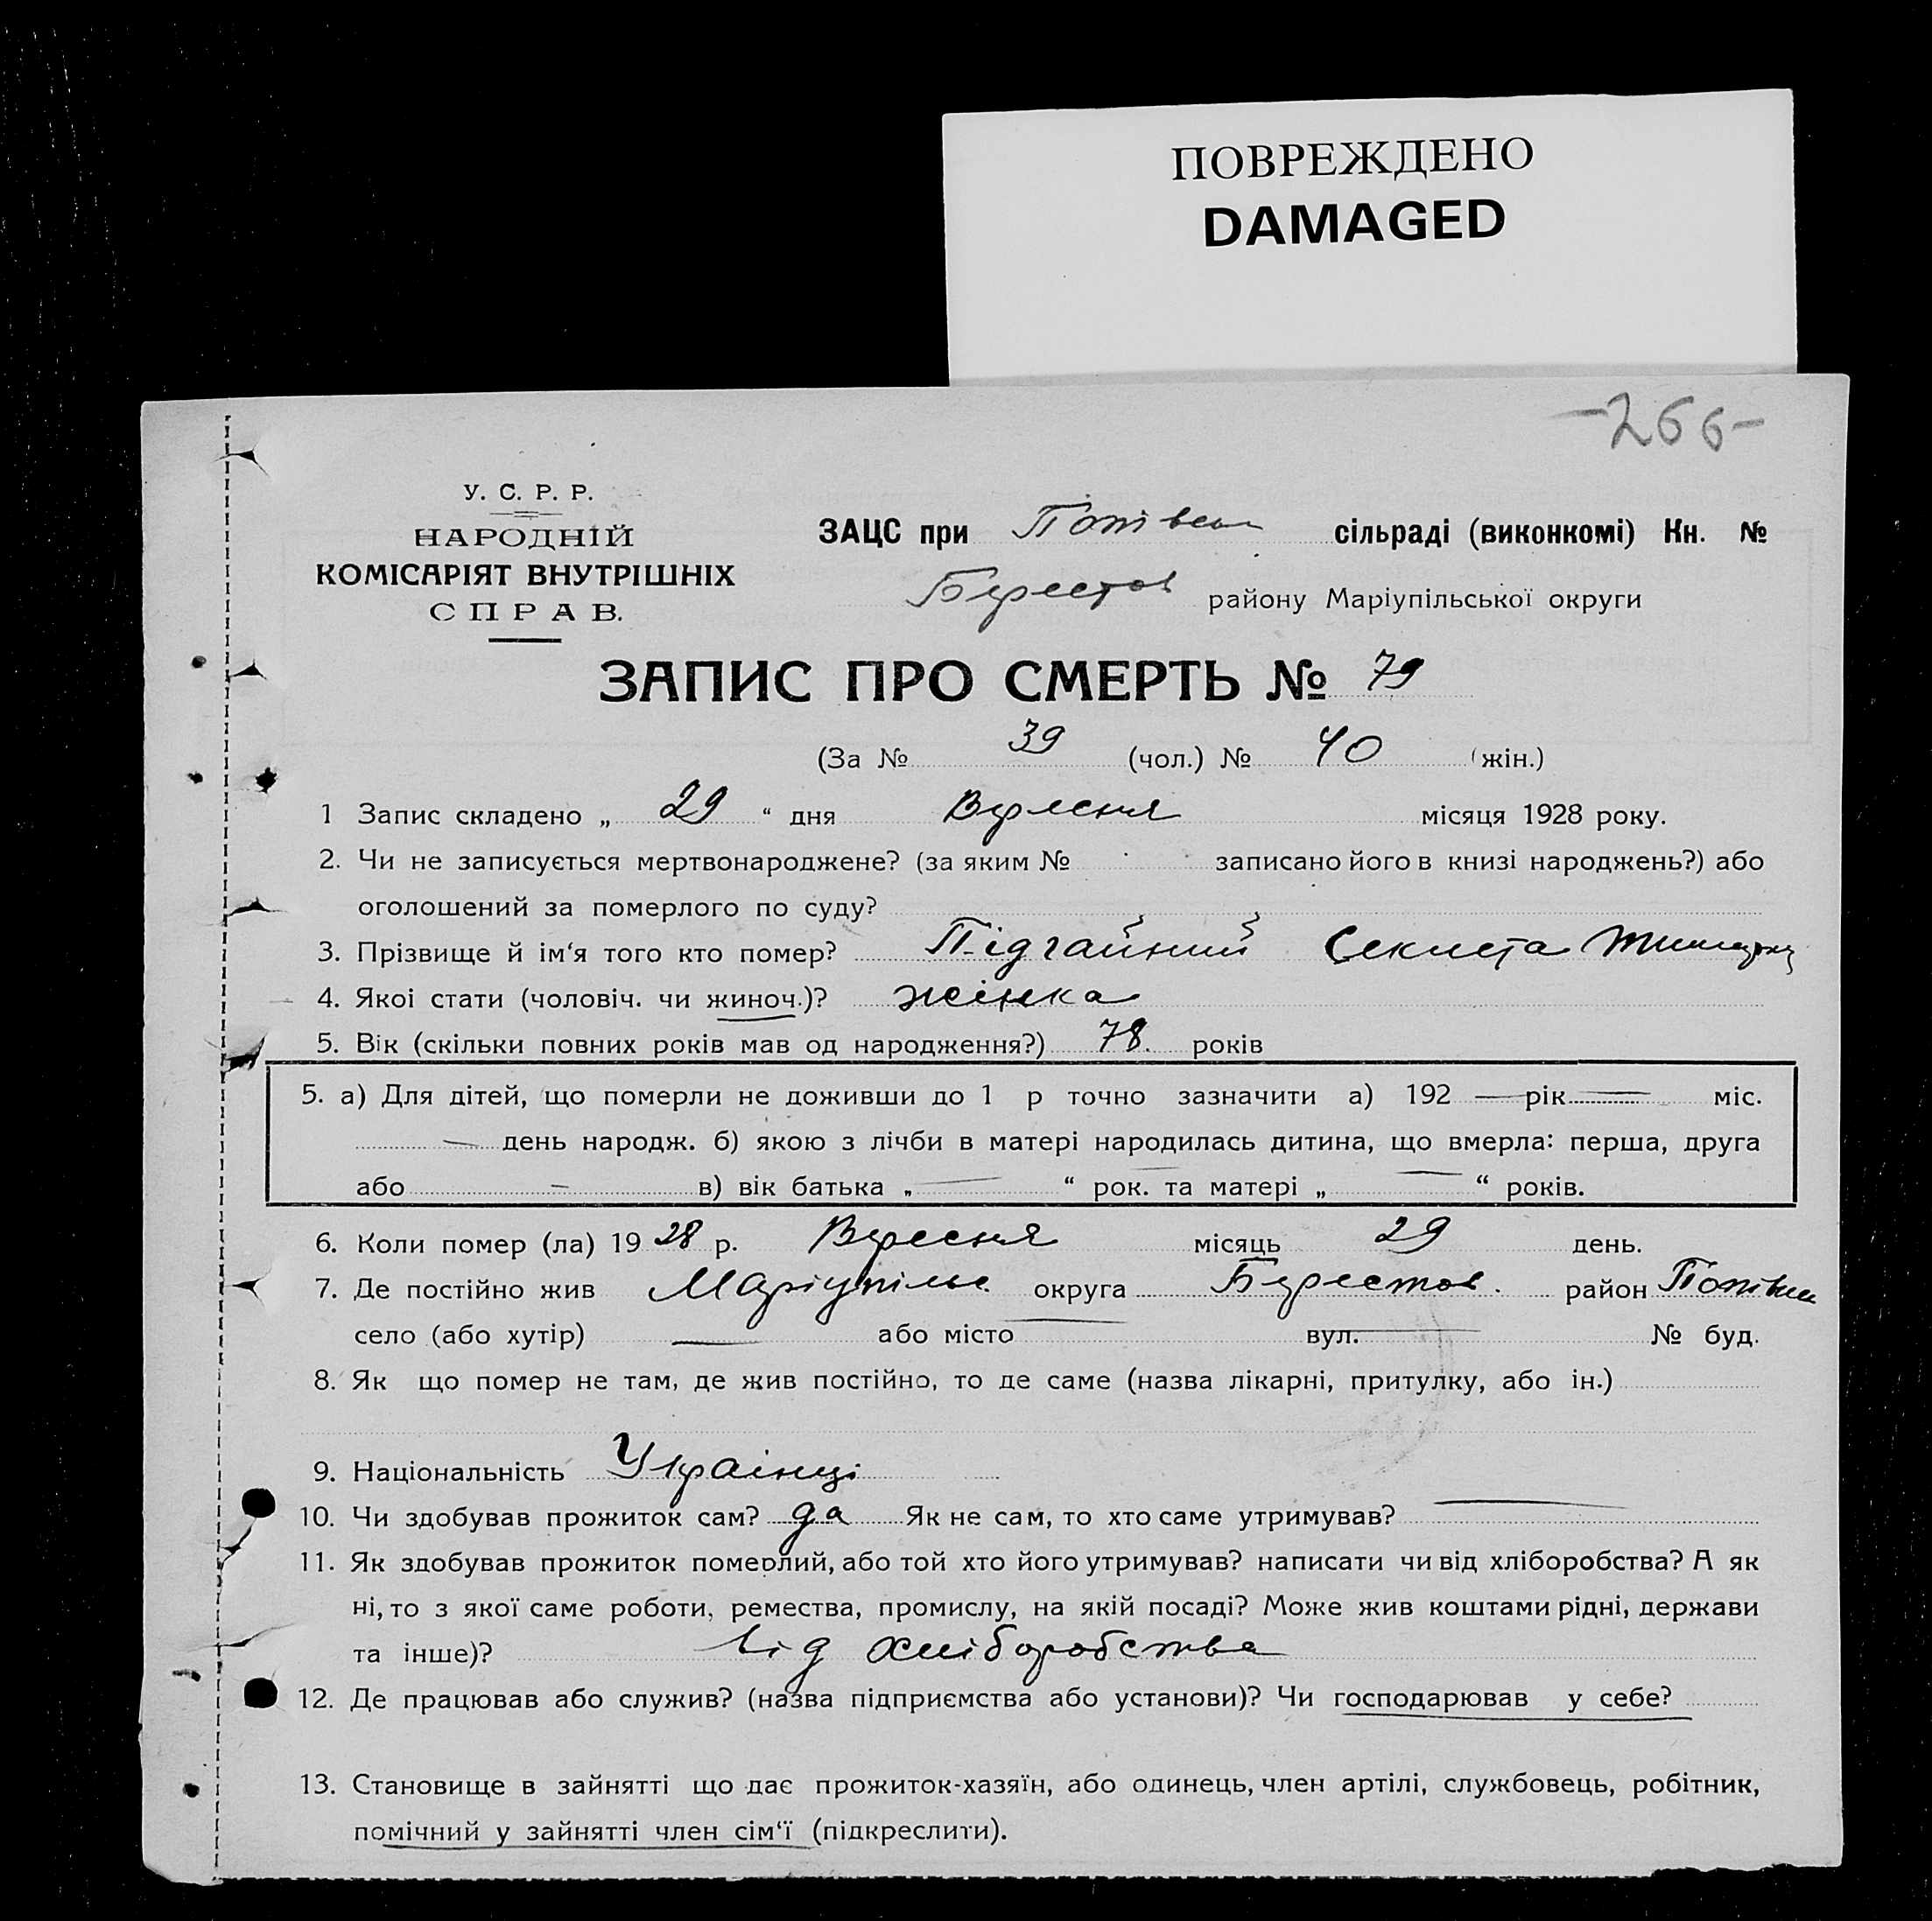 ПОВРЕЖДЕНО
DAMAGED
-266-
У. С. Р. Р.
НАРОДНІЙ
КОМІСАРІЯТ ВНУТРІШНІХ
СПРАВ.
ЗАЦС при сільраді (виконкомі) Кн. №
Берестов району Маріупільської округи
ЗАПИС ПРО СМЕРТЬ № 79
(За № 39 (чол.) № 40 (жін.)
1 Запис складено „ 29 “ дня Вересня місяця 1928 року.
2. Чи не записується мертвонароджене? (за яким № записано його в книзі народжень?) або
оголошений за померлого по суду?
3. Прізвище й ім‘я того кто помер? Підгайний
4. Якоі стати (чоловіч. чи жиноч.)? жінка
5. Вік (скільки повних років мав од народження?) 78. років
5. а) Для дітей, що померли не доживши до 1 р точно зазначити а) 192 — рік — міс.
— день народж. б) якою з лічби в матері народилась дитина, що вмерла: перша, друга
або — в) вік батька „ — “ рок. та матері „ — “ років.
6. Коли помер (ла) 19 28 р. Вересня місяць 29 день.
7. Де постійно жив Маріупільс. округа Берестов. район
село (або хутір) — або місто — вул. — № буд.
8. Як що помер не там, де жив постійно, то де саме (назва лікарні, притулку, або ін.)
9. Національність Украінці
10. Чи здобував прожиток сам? да Як не сам, то хто саме утримував? —
11. Як здобував прожиток померлий, або той хто його утримував? написати чи від хліборобства? А як
ні, то з якої саме роботи, ремества, промислу, на якій посаді? Може жив коштами рідні, держави
та інше)? від хліборобства
12. Де працював або служив? (назва підприємства або установи)? Чи господарював у себе?
13. Становище в зайнятті що дає прожиток-хазяїн, або одинець, член артілі, службовець, робітник,
помічний у зайнятті член сім‘ї (підкреслити).